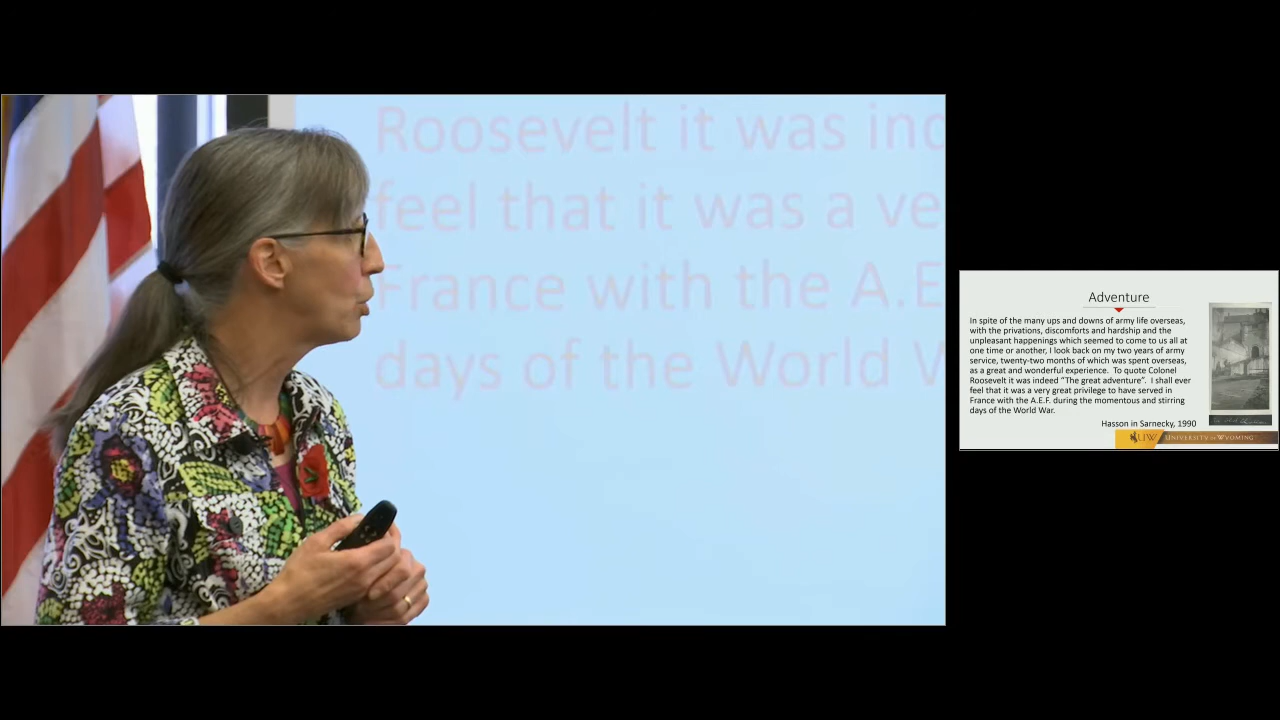 Roosevelt it was ind
feel that it was a ve
France with the A.E
days of the World W
Adventure
In spite of the many ups and downs of army life overseas,
with the privations, discomforts and hardship and the
unpleasant happenings which seemed to come to us all at
one time or another, I look back on my two years of army
service, twenty-two months of which was spent overseas,
as a great and wonderful experience. To quote Colonel
Roosevelt it was indeed "The great adventure". I shall ever
feel that it was a very great privilege to have served in
France with the A.E.F. during the momentous and stirring
days of the World War.
Hasson in Sarnecky, 1990
UW UNIVERSITY OF WYOMING